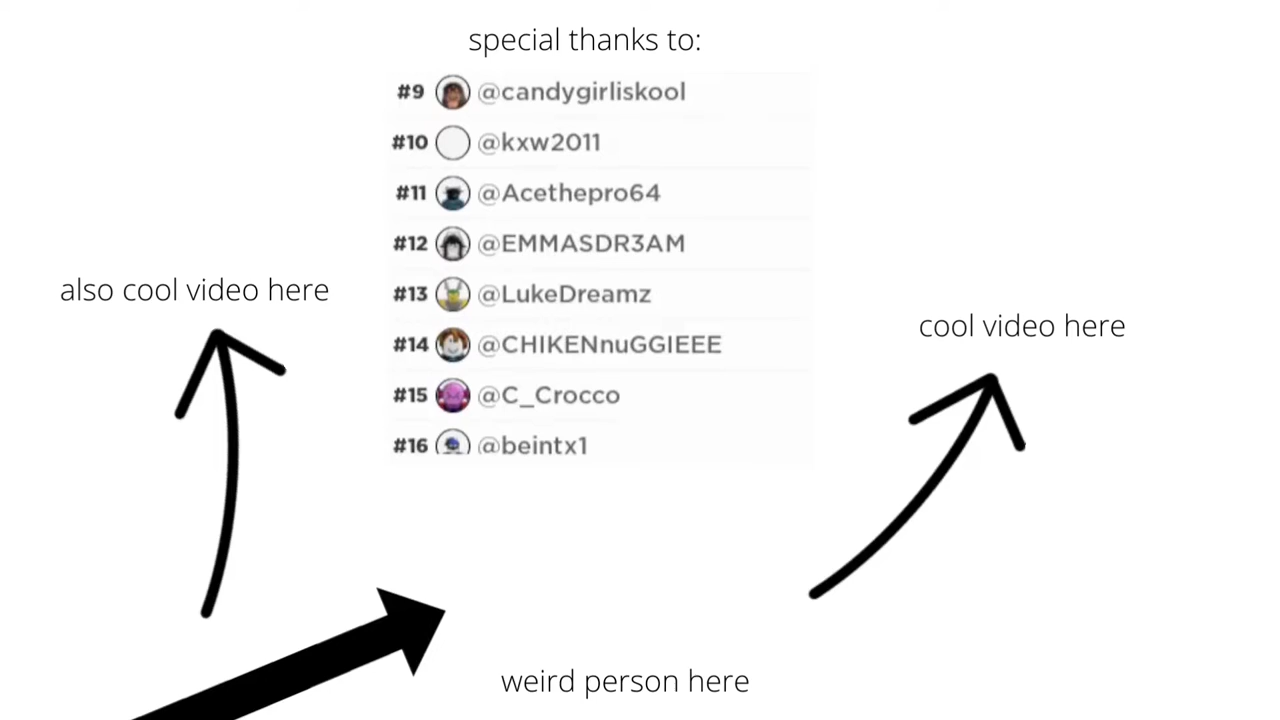 special thanks to:
#9 @candygirliskool
#10 @kxw2011
#11 @Acethepro64
#12 @EMMASDR3AM
#13 @LukeDreamz
#14 @CHIKENnuGGIEEE
#15 @C_Crocco
#16 @beintx1
also cool video here
cool video here
weird person here